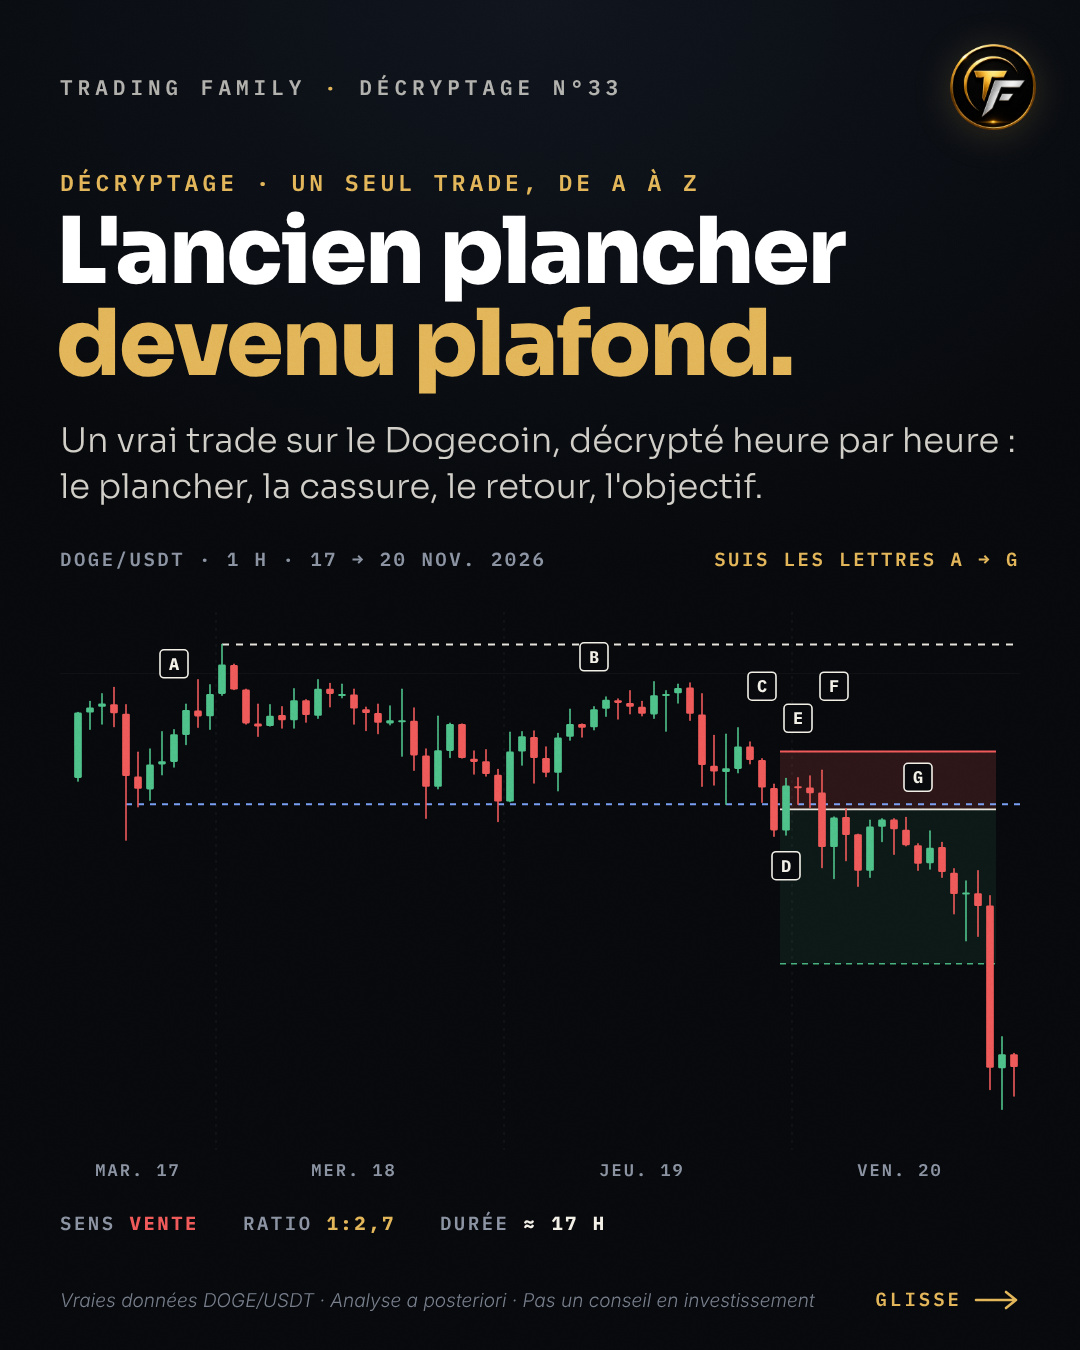 TRADING FAMILY · DÉCRYPTAGE N°33
TF
DÉCRYPTAGE · UN SEUL TRADE, DE A À Z
L'ancien plancher
devenu plafond.
Un vrai trade sur le Dogecoin, décrypté heure par heure :
le plancher, la cassure, le retour, l'objectif.
DOGE/USDT · 1 H · 17 → 20 NOV. 2026
SUIS LES LETTRES A → G
A
B
C
F
E
G
D
MAR. 17
MER. 18
JEU. 19
VEN. 20
SENS VENTE
RATIO 1:2,7
DURÉE ≈ 17 H
Vraies données DOGE/USDT · Analyse a posteriori · Pas un conseil en investissement
GLISSE →